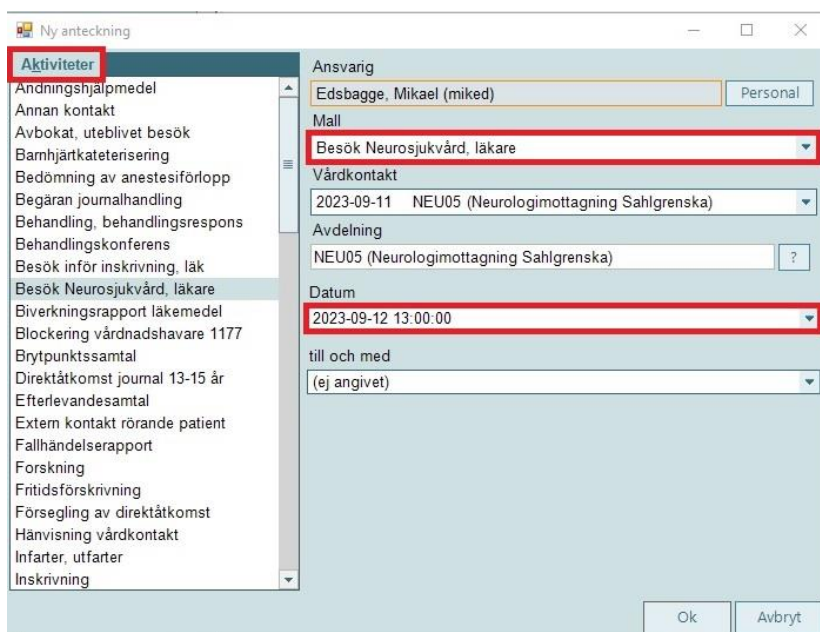 Ny anteckning
Aktiviteter
Andningshjälpmedel
Annan kontakt
Avbokat, uteblivet besök
Barnhjärtkateterisering
Bedömning av anestesiförlopp
Begäran journalhandling
Behandling, behandlingsrespons
Behandlingskonferens
Besök inför inskrivning, läk
Besök Neurosjukvård, läkare
Biverkningsrapport läkemedel
Blockering vårdnadshavare 1177
Brytpunktssamtal
Direktåtkomst journal 13-15 år
Efterlevandesamtal
Extern kontakt rörande patient
Fallhändelserapport
Forskning
Fritidsförskrivning
Försegling av direktåtkomst
Hänvisning vårdkontakt
Infarter, utfarter
Inskrivning
Ansvarig
Edsbagge, Mikael (miked) Personal
Mall
Besök Neurosjukvård, läkare
Vårdkontakt
2023-09-11 NEU05 (Neurologimottagning Sahlgrenska)
Avdelning
NEU05 (Neurologimottagning Sahlgrenska) ?
Datum
2023-09-12 13:00:00
till och med
(ej angivet)
Ok Avbryt